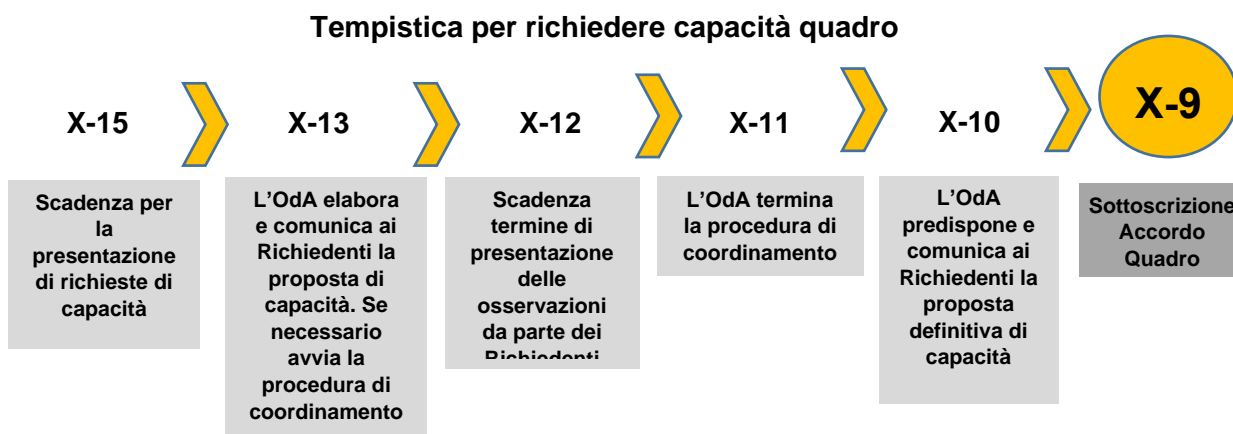 Tempistica per richiedere capacità quadro
X-15
X-13
X-12
X-11
X-10
X-9
Scadenza per
la
presentazione
di richieste di
capacità
L'OdA elabora
e comunica ai
Richiedenti la
proposta di
capacità. Se
necessario
avvia la
procedura di
coordinamento
Scadenza
termine di
presentazione
delle
osservazioni
da parte dei
Richiedenti
L'OdA termina
la procedura di
coordinamento
L'OdA
predispone e
comunica ai
Richiedenti la
proposta
definitiva di
capacità
Sottoscrizione
Accordo
Quadro